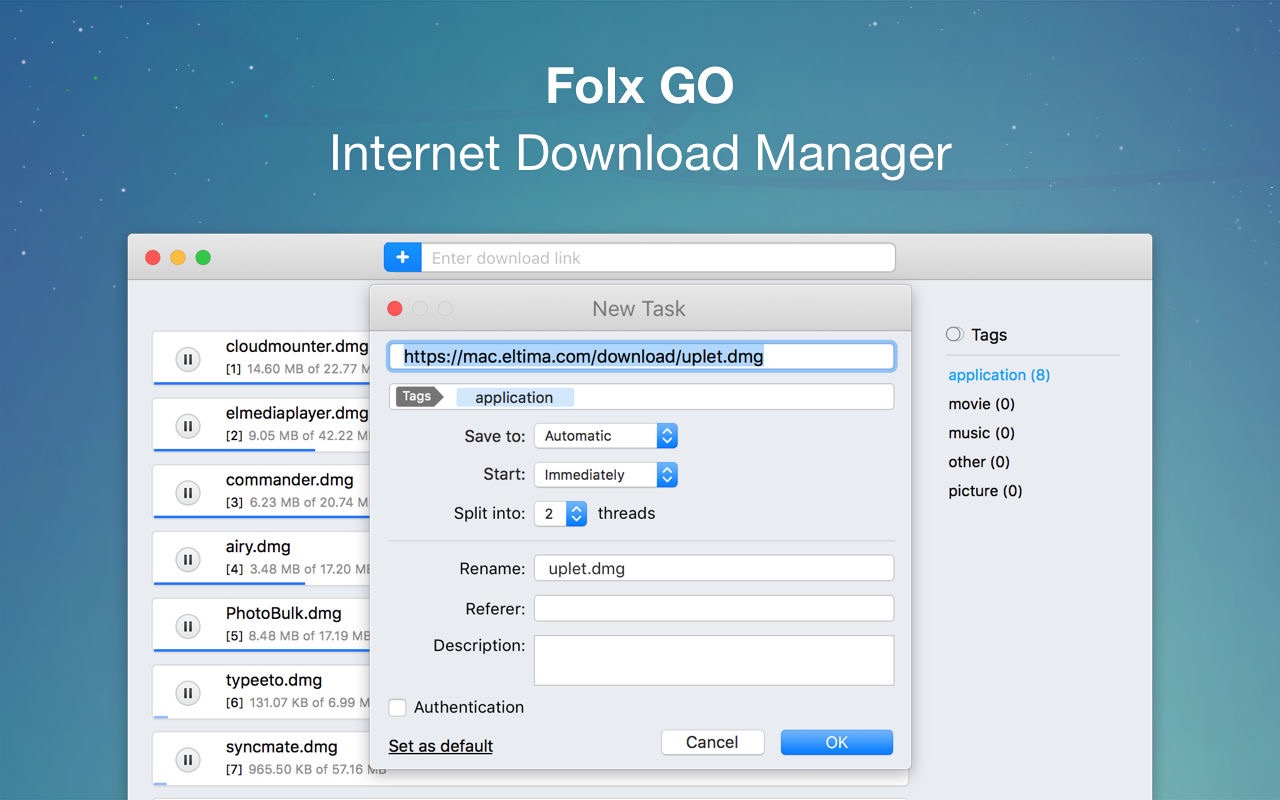 Folx GO
Internet Download Manager
Enter download link
New Task
https://mac.eltima.com/download/uplet.dmg
Tags application
Save to: Automatic
Start: Immediately
Split into: 2 threads
Rename: uplet.dmg
Referer:
Description:
Authentication
Set as default
Cancel
OK
cloudmounter.dmg
[1] 14.60 MB of 22.77 M
elmediaplayer.dmg
[2] 9.05 MB of 42.22 M
commander.dmg
[3] 6.23 MB of 20.74 M
airy.dmg
[4] 3.48 MB of 17.20 MB
PhotoBulk.dmg
[5] 8.48 MB of 17.19 MB
typeeto.dmg
[6] 131.07 KB of 6.99 M
syncmate.dmg
[7] 965.50 KB of 57.16 MB
Tags
application (8)
movie (0)
music (0)
other (0)
picture (0)